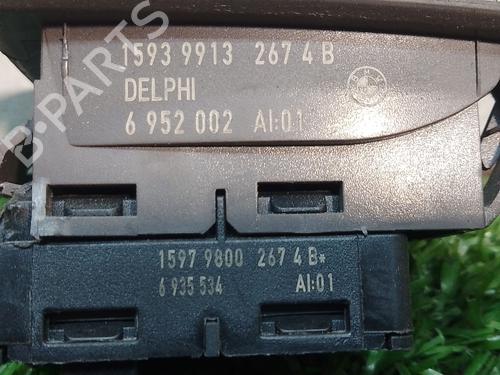 1593 9913 267 4 B
DELPHI
6 952 002 AI:01
1597 9800 267 4 B*
6 935 534 AI:01
B-PARTS
BMW